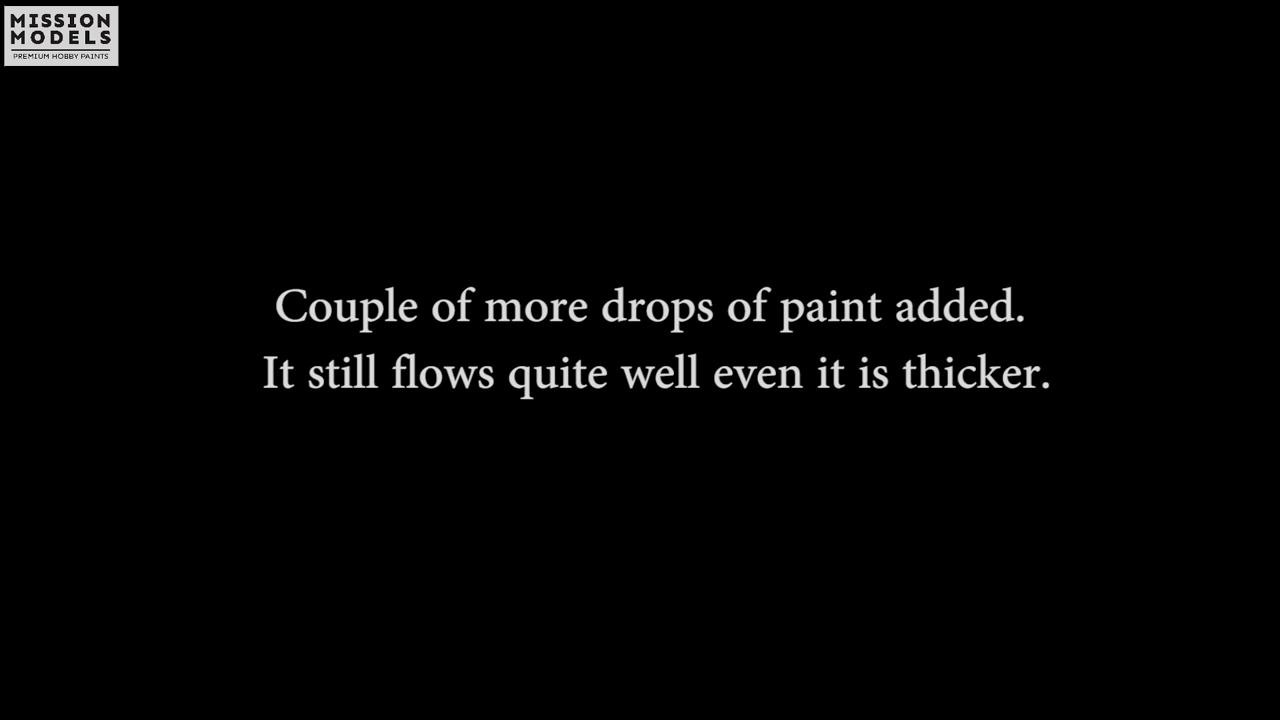 MISSION
MODELS
PREMIUM HOBBY PAINTS
Couple of more drops of paint added.
It still flows quite well even it is thicker.